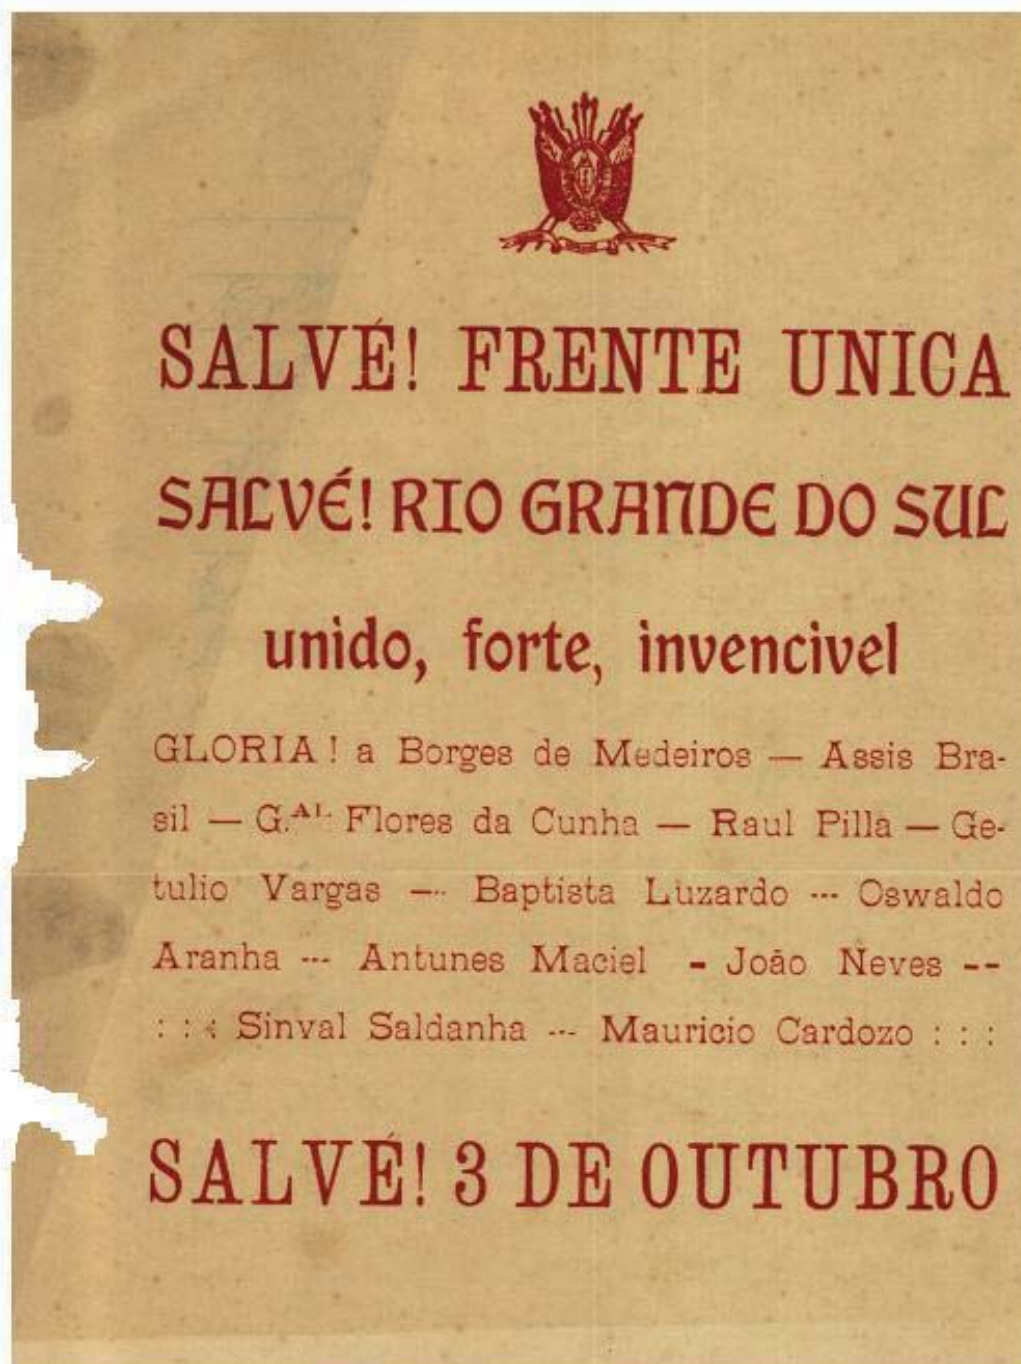 SALVÉ! FRENTE UNICA
SALVÉ! RIO GRANDE DO SUL
unido, forte, invencivel
GLORIA! a Borges de Medeiros — Assis Bra-
sil — G.AL Flores da Cunha — Raul Pilla — Ge-
tulio Vargas — Baptista Luzardo --- Oswaldo
Aranha --- Antunes Maciel - João Neves --
: : : Sinval Saldanha --- Mauricio Cardozo : : :
SALVÉ! 3 DE OUTUBRO